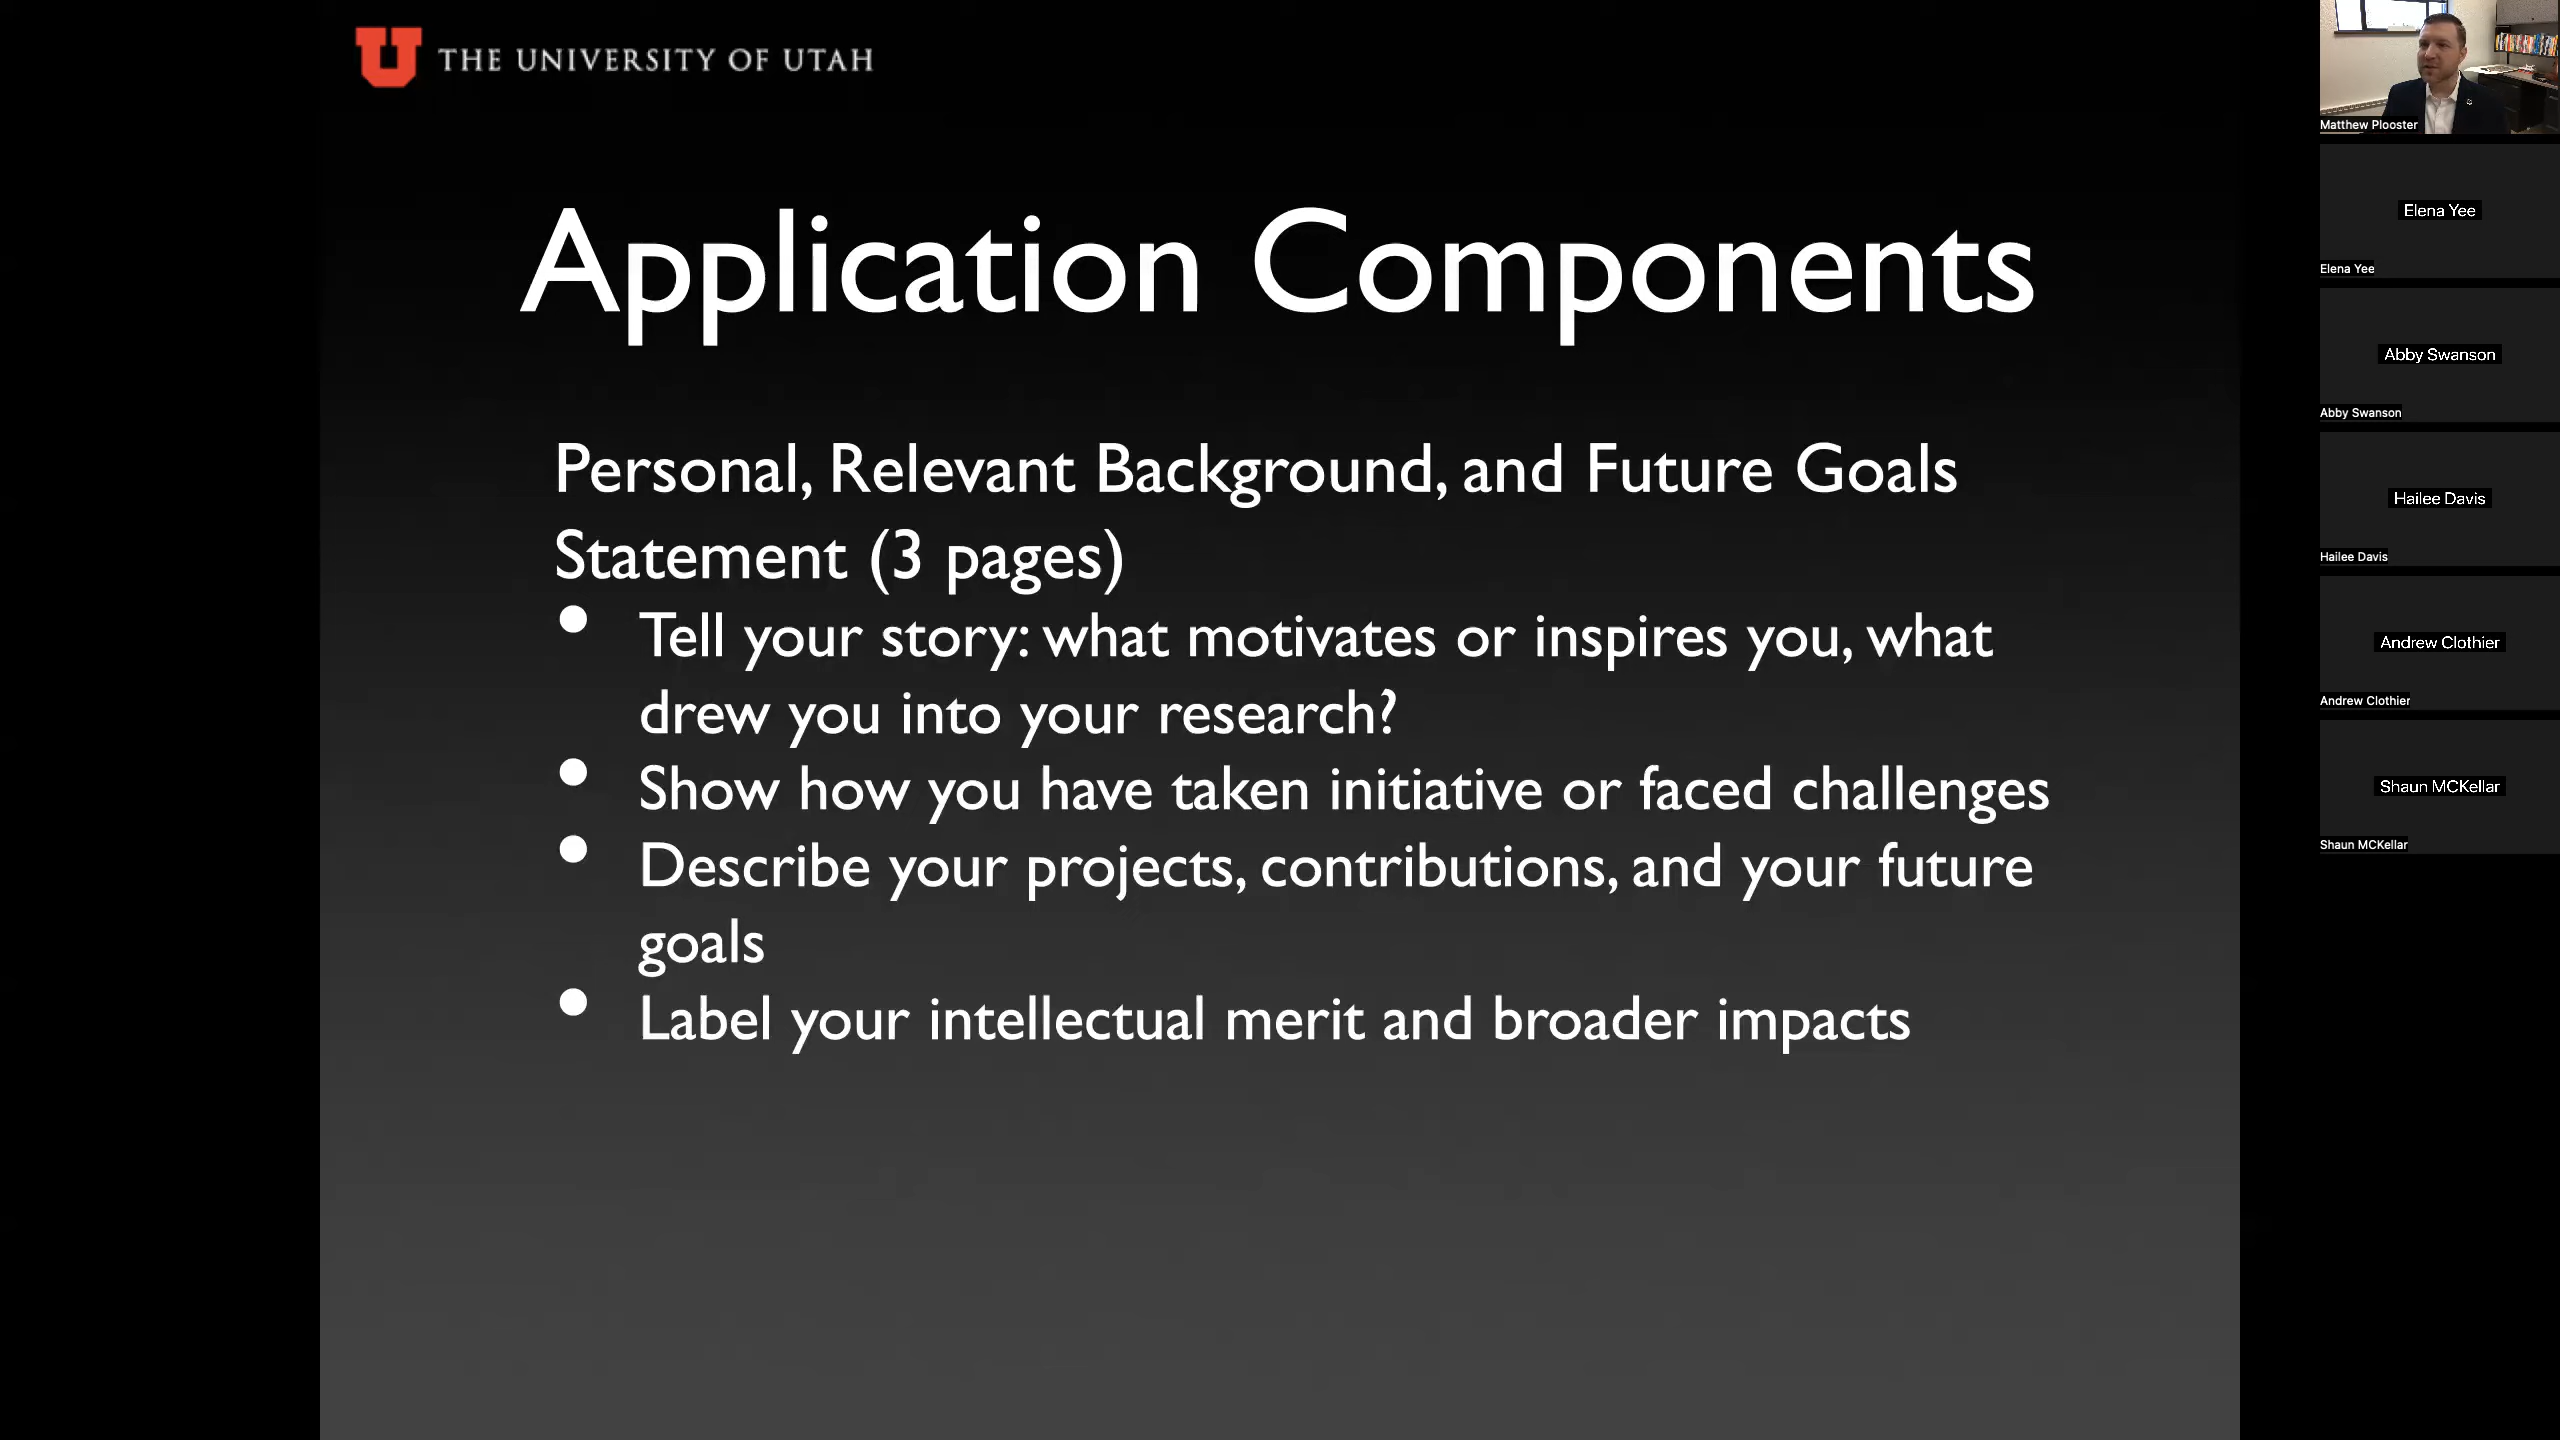 THE UNIVERSITY OF UTAH
Application Components
Personal, Relevant Background, and Future Goals
Statement (3 pages)
• Tell your story: what motivates or inspires you, what
drew you into your research?
• Show how you have taken initiative or faced challenges
• Describe your projects, contributions, and your future
goals
• Label your intellectual merit and broader impacts
Matthew Plooster
Elena Yee
Elena Yee
Abby Swanson
Abby Swanson
Hailee Davis
Hailee Davis
Andrew Clothier
Andrew Clothier
Shaun MCKellar
Shaun MCKellar